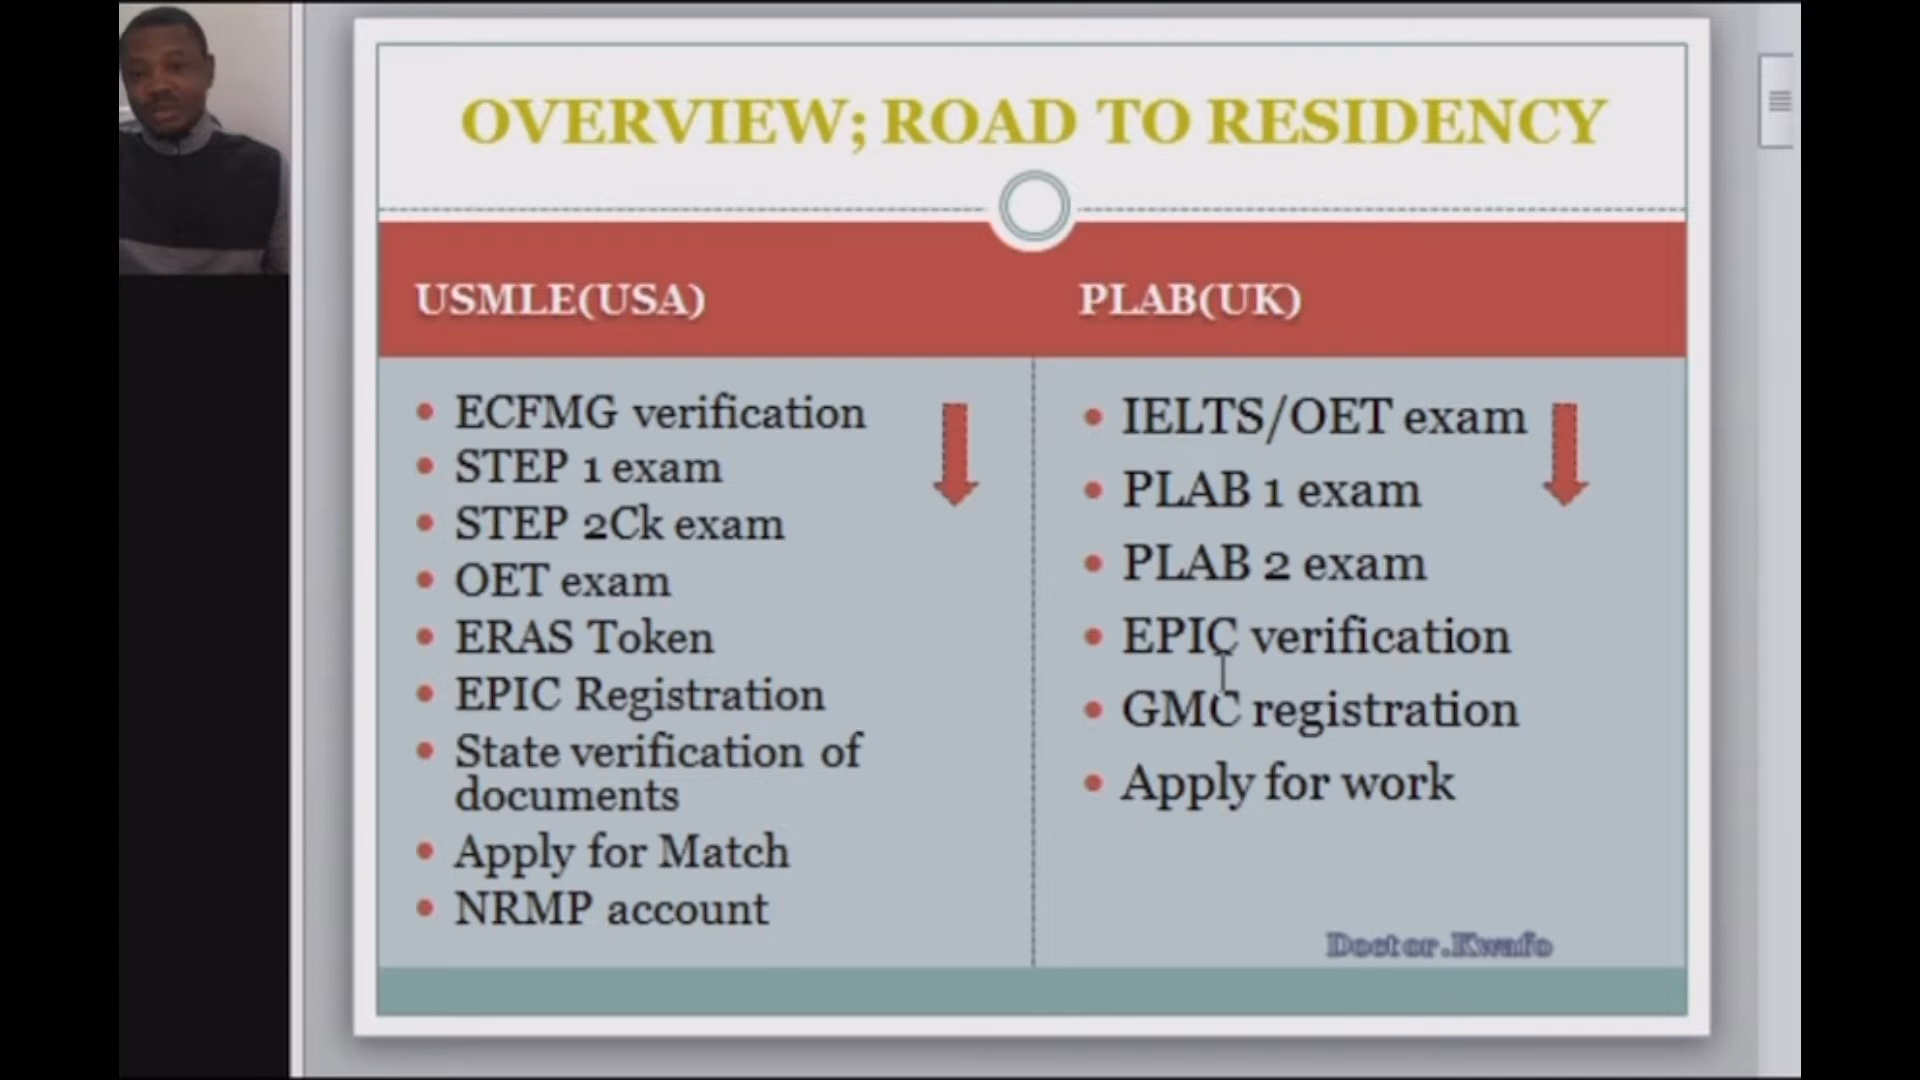 OVERVIEW; ROAD TO RESIDENCY
USMLE(USA)
ECFMG verification
STEP 1 exam
STEP 2Ck exam
OET exam
ERAS Token
EPIC Registration
State verification of
documents
Apply for Match
NRMP account
PLAB(UK)
IELTS/OET exam
PLAB 1 exam
PLAB 2 exam
EPIC verification
GMC registration
Apply for work
Doctor.Kwafo